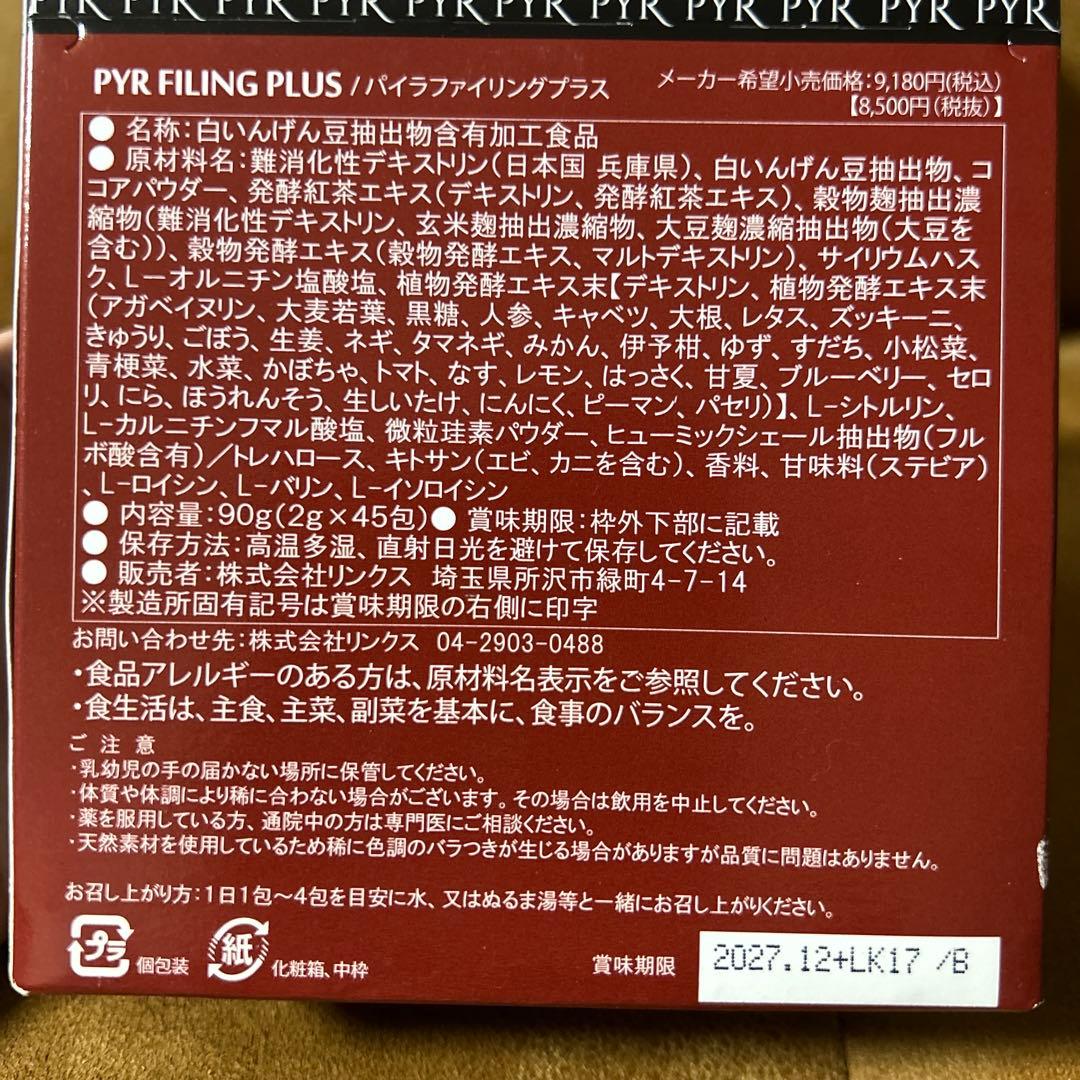 PYR PYR PYR PYR PYR PYR PYR PYR PYR PYR
PYR FILING PLUS/パイラファイリングプラス メーカー希望小売価格:9,180円(税込)
【8,500円(税抜)】
● 名称:白いんげん豆抽出物含有加工食品
● 原材料名:難消化性デキストリン(日本国 兵庫県)、白いんげん豆抽出物、コ
コアパウダー、発酵紅茶エキス(デキストリン、発酵紅茶エキス)、穀物麹抽出濃
縮物(難消化性デキストリン、玄米麹抽出濃縮物、大豆麹濃縮抽出物(大豆を
含む))、穀物発酵エキス(穀物発酵エキス、マルトデキストリン)、サイリウムハス
ク、L-オルニチン塩酸塩、植物発酵エキス末【デキストリン、植物発酵エキス末
(アガベイヌリン、大麦若葉、黒糖、人参、キャベツ、大根、レタス、ズッキーニ、
きゅうり、ごぼう、生姜、ネギ、タマネギ、みかん、伊予柑、ゆず、すだち、小松菜、
青梗菜、水菜、かぼちゃ、トマト、なす、レモン、はっさく、甘夏、ブルーベリー、セロ
リ、にら、ほうれんそう、生しいたけ、にんにく、ピーマン、パセリ)】、L-シトルリン、
L-カルニチンフマル酸塩、微粒珪素パウダー、ヒューミックシェール抽出物(フル
ボ酸含有)/トレハロース、キトサン(エビ、カニを含む)、香料、甘味料(ステビア)
、L-ロイシン、L-バリン、L-イソロイシン
● 内容量:90g(2g×45包)● 賞味期限:枠外下部に記載
● 保存方法:高温多湿、直射日光を避けて保存してください。
● 販売者:株式会社リンクス 埼玉県所沢市緑町4-7-14
※製造所固有記号は賞味期限の右側に印字
お問い合わせ先:株式会社リンクス 04-2903-0488
・食品アレルギーのある方は、原材料名表示をご参照してください。
・食生活は、主食、主菜、副菜を基本に、食事のバランスを。
ご 注 意
・乳幼児の手の届かない場所に保管してください。
・体質や体調により稀に合わない場合がございます。その場合は飲用を中止してください。
・薬を服用している方、通院中の方は専門医にご相談ください。
・天然素材を使用しているため稀に色調のバラつきが生じる場合がありますが品質に問題はありません。
お召し上がり方:1日1包〜4包を目安に水、又はぬるま湯等と一緒にお召し上がりください。
プラ 個包装 紙 化粧箱、中枠 賞味期限 2027.12+LK17 /B